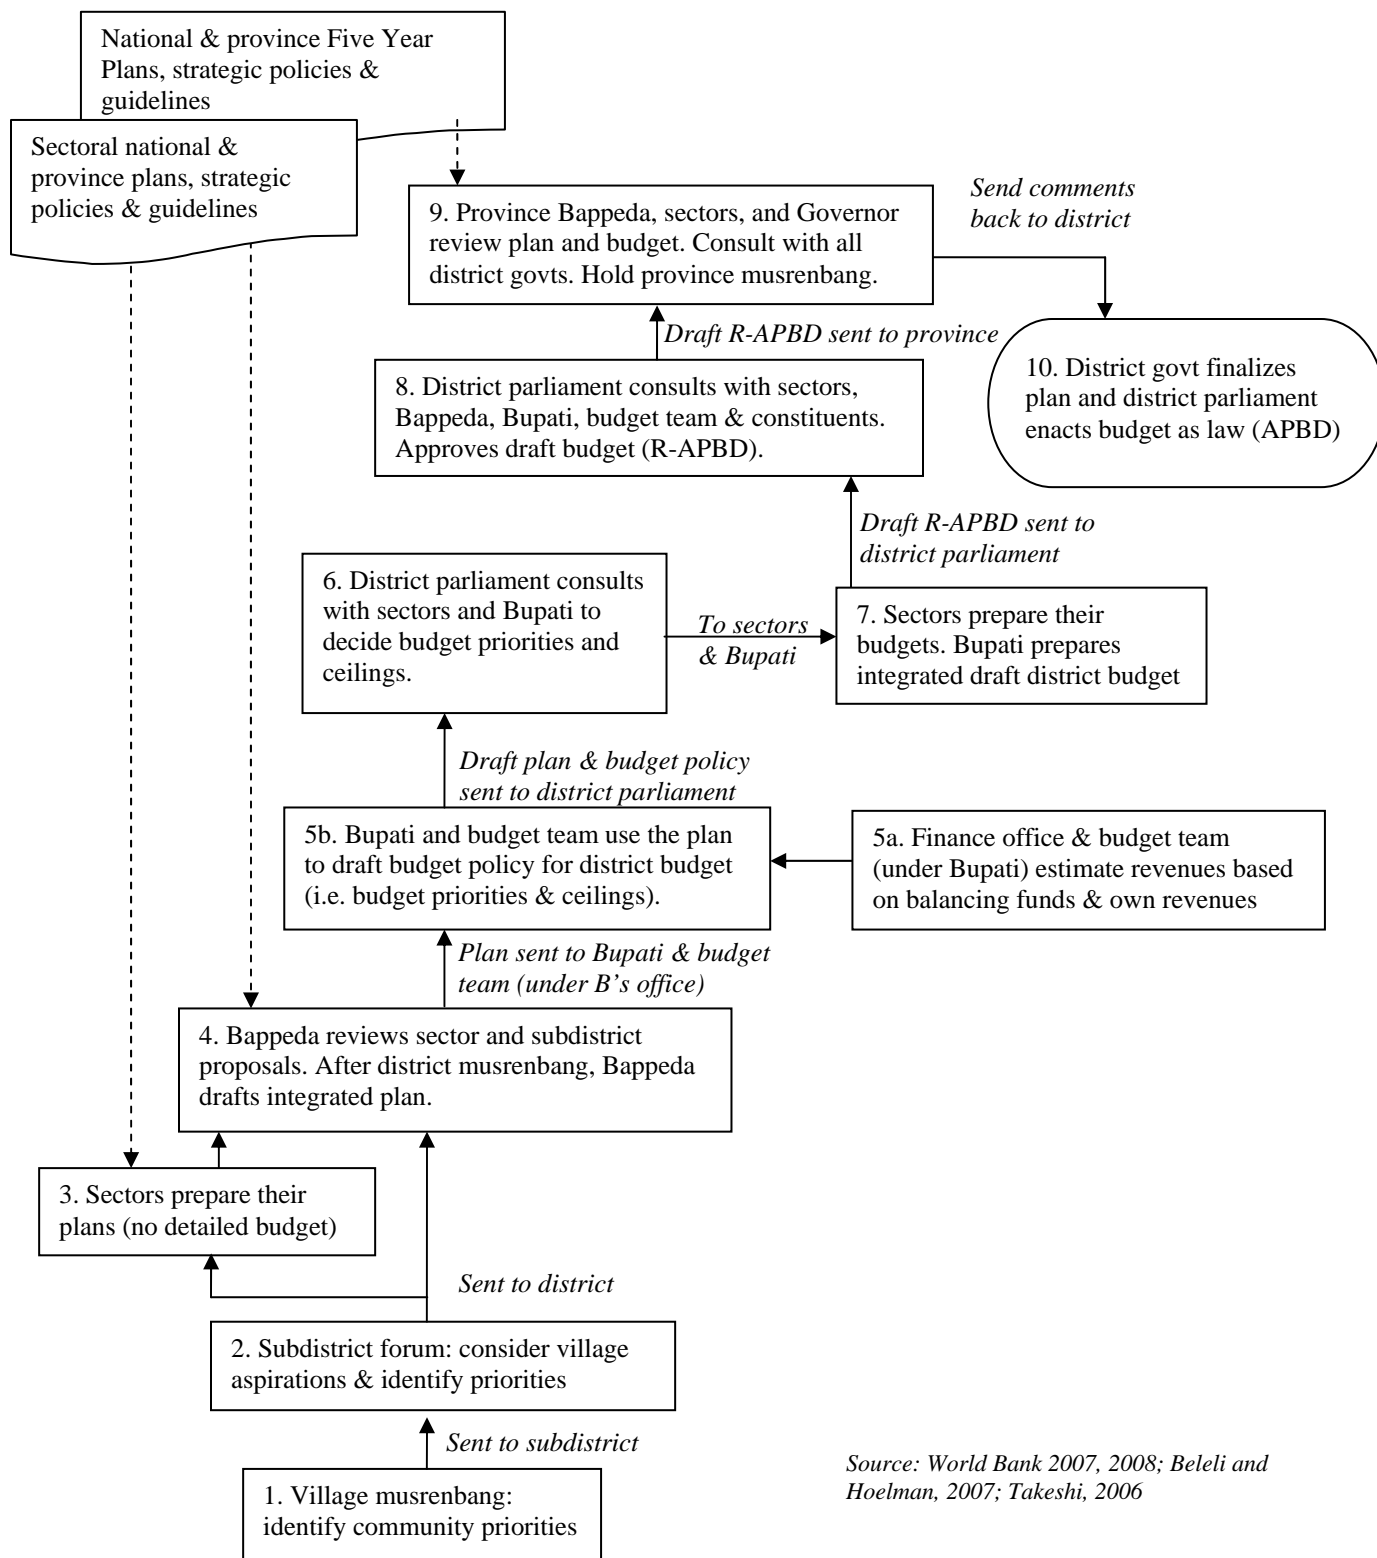 National & province Five Year
Plans, strategic policies &
guidelines
Sectoral national &
province plans, strategic
policies & guidelines
9. Province Bappeda, sectors, and Governor
review plan and budget. Consult with all
district govts. Hold province musrenbang.
Send comments
back to district
Draft R-APBD sent to province
10. District govt finalizes
plan and district parliament
enacts budget as law (APBD)
8. District parliament consults with sectors,
Bappeda, Bupati, budget team & constituents.
Approves draft budget (R-APBD).
Draft R-APBD sent to
district parliament
6. District parliament consults
with sectors and Bupati to
decide budget priorities and
ceilings.
To sectors
& Bupati
7. Sectors prepare their
budgets. Bupati prepares
integrated draft district budget
Draft plan & budget policy
sent to district parliament
5b. Bupati and budget team use the plan
to draft budget policy for district budget
(i.e. budget priorities & ceilings).
5a. Finance office & budget team
(under Bupati) estimate revenues based
on balancing funds & own revenues
Plan sent to Bupati & budget
team (under B’s office)
4. Bappeda reviews sector and subdistrict
proposals. After district musrenbang, Bappeda
drafts integrated plan.
3. Sectors prepare their
plans (no detailed budget)
Sent to district
2. Subdistrict forum: consider village
aspirations & identify priorities
Sent to subdistrict
1. Village musrenbang:
identify community priorities
Source: World Bank 2007, 2008; Beleli and
Hoelman, 2007; Takeshi, 2006